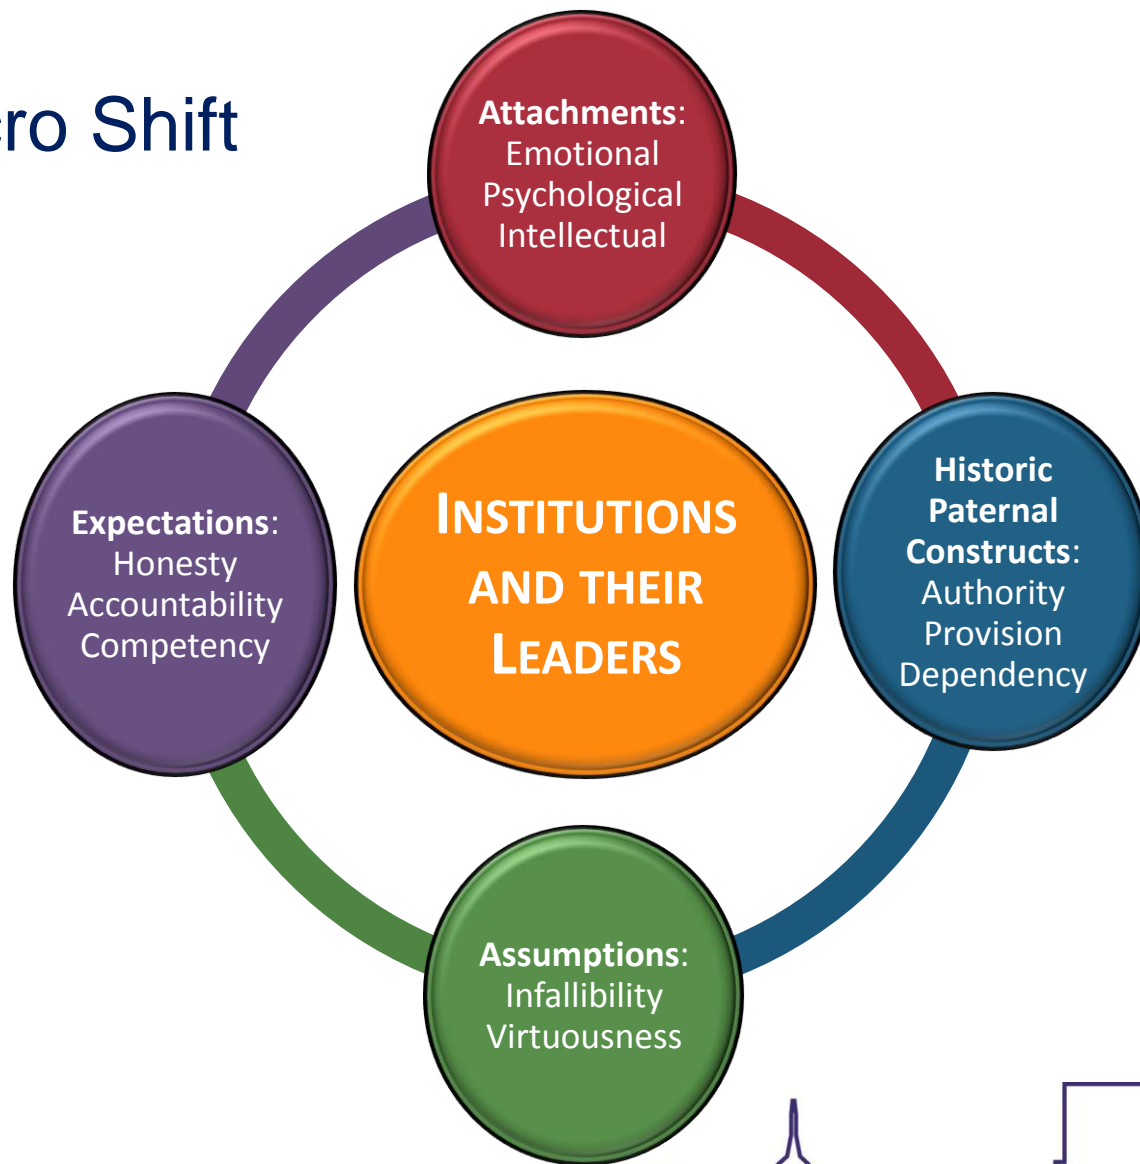 cro Shift
Attachments:
Emotional
Psychological
Intellectual
Expectations:
Honesty
Accountability
Competency
INSTITUTIONS
AND THEIR
LEADERS
Historic
Paternal
Constructs:
Authority
Provision
Dependency
Assumptions:
Infallibility
Virtuousness